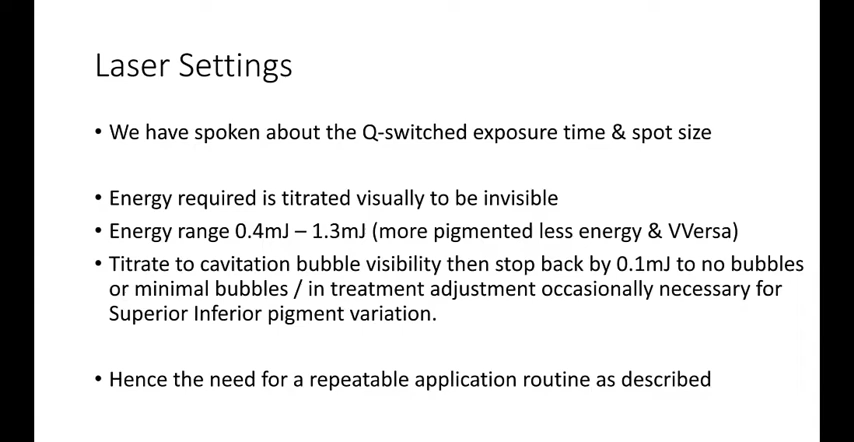 Laser Settings
• We have spoken about the Q-switched exposure time & spot size
• Energy required is titrated visually to be invisible
• Energy range 0.4mJ – 1.3mJ (more pigmented less energy & VVersa)
• Titrate to cavitation bubble visibility then stop back by 0.1mJ to no bubbles
or minimal bubbles / in treatment adjustment occasionally necessary for
Superior Inferior pigment variation.
• Hence the need for a repeatable application routine as described